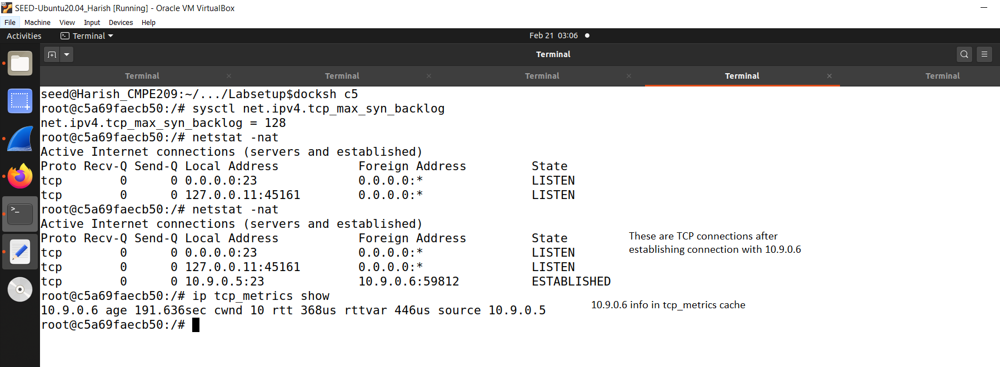 SEED-Ubuntu20.04_Harish [Running] - Oracle VM VirtualBox
File Machine View Input Devices Help
Activities Terminal Feb 21 03:06
Terminal
Terminal Terminal Terminal Terminal Terminal
seed@Harish_CMPE209:~/.../Labsetup$docksh c5
root@c5a69faecb50:/# sysctl net.ipv4.tcp_max_syn_backlog
net.ipv4.tcp_max_syn_backlog = 128
root@c5a69faecb50:/# netstat -nat
Active Internet connections (servers and established)
Proto Recv-Q Send-Q Local Address           Foreign Address         State
tcp        0      0 0.0.0.0:23              0.0.0.0:*               LISTEN
tcp        0      0 127.0.0.11:45161        0.0.0.0:*               LISTEN
root@c5a69faecb50:/# netstat -nat
Active Internet connections (servers and established)
Proto Recv-Q Send-Q Local Address           Foreign Address         State
tcp        0      0 0.0.0.0:23              0.0.0.0:*               LISTEN
tcp        0      0 127.0.0.11:45161        0.0.0.0:*               LISTEN
tcp        0      0 10.9.0.5:23             10.9.0.6:59812          ESTABLISHED
These are TCP connections after
establishing connection with 10.9.0.6
root@c5a69faecb50:/# ip tcp_metrics show
10.9.0.6 age 191.636sec cwnd 10 rtt 368us rttvar 446us source 10.9.0.5
10.9.0.6 info in tcp_metrics cache
root@c5a69faecb50:/#